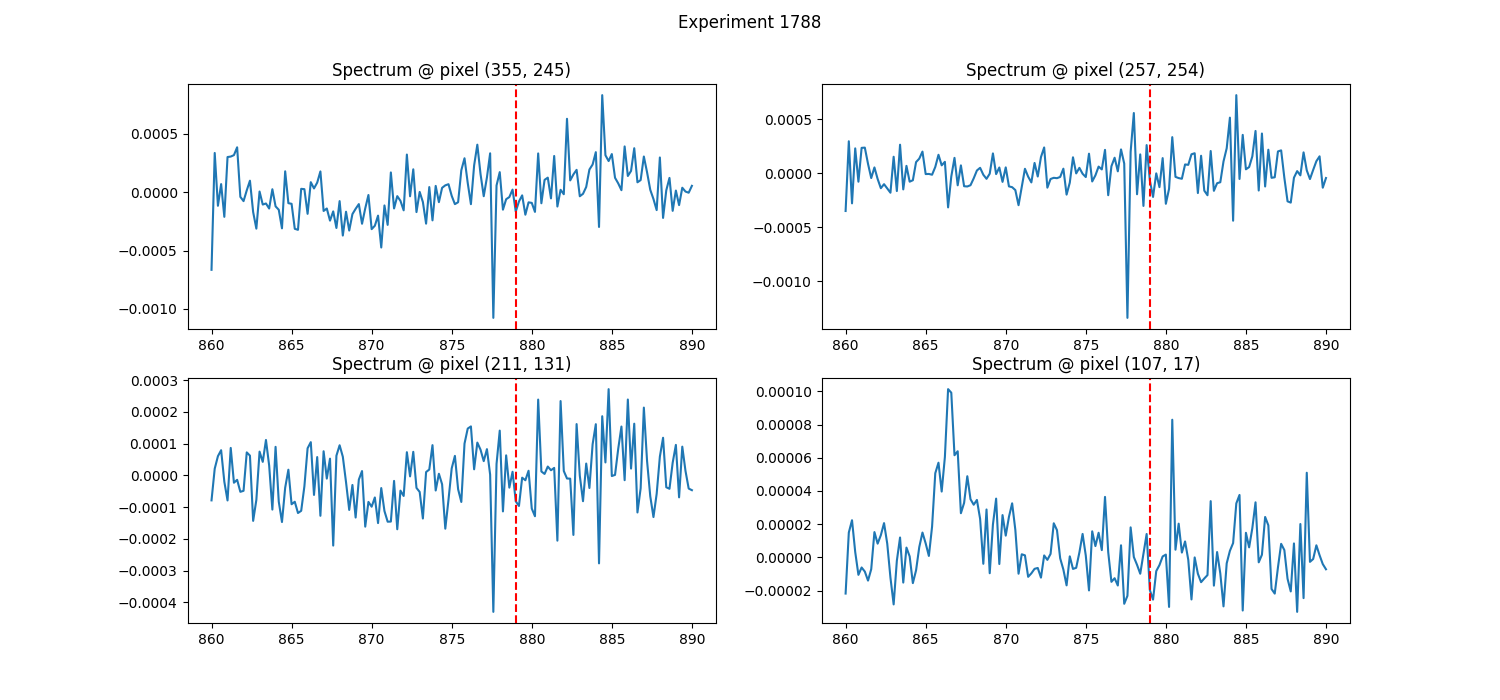 Experiment 1788
Spectrum @ pixel (355, 245)
0.0005
0.0000
−0.0005
−0.0010
860 865 870 875 880 885 890
Spectrum @ pixel (257, 254)
0.0005
0.0000
−0.0005
−0.0010
860 865 870 875 880 885 890
Spectrum @ pixel (211, 131)
0.0003
0.0002
0.0001
0.0000
−0.0001
−0.0002
−0.0003
−0.0004
860 865 870 875 880 885 890
Spectrum @ pixel (107, 17)
0.00010
0.00008
0.00006
0.00004
0.00002
0.00000
−0.00002
860 865 870 875 880 885 890